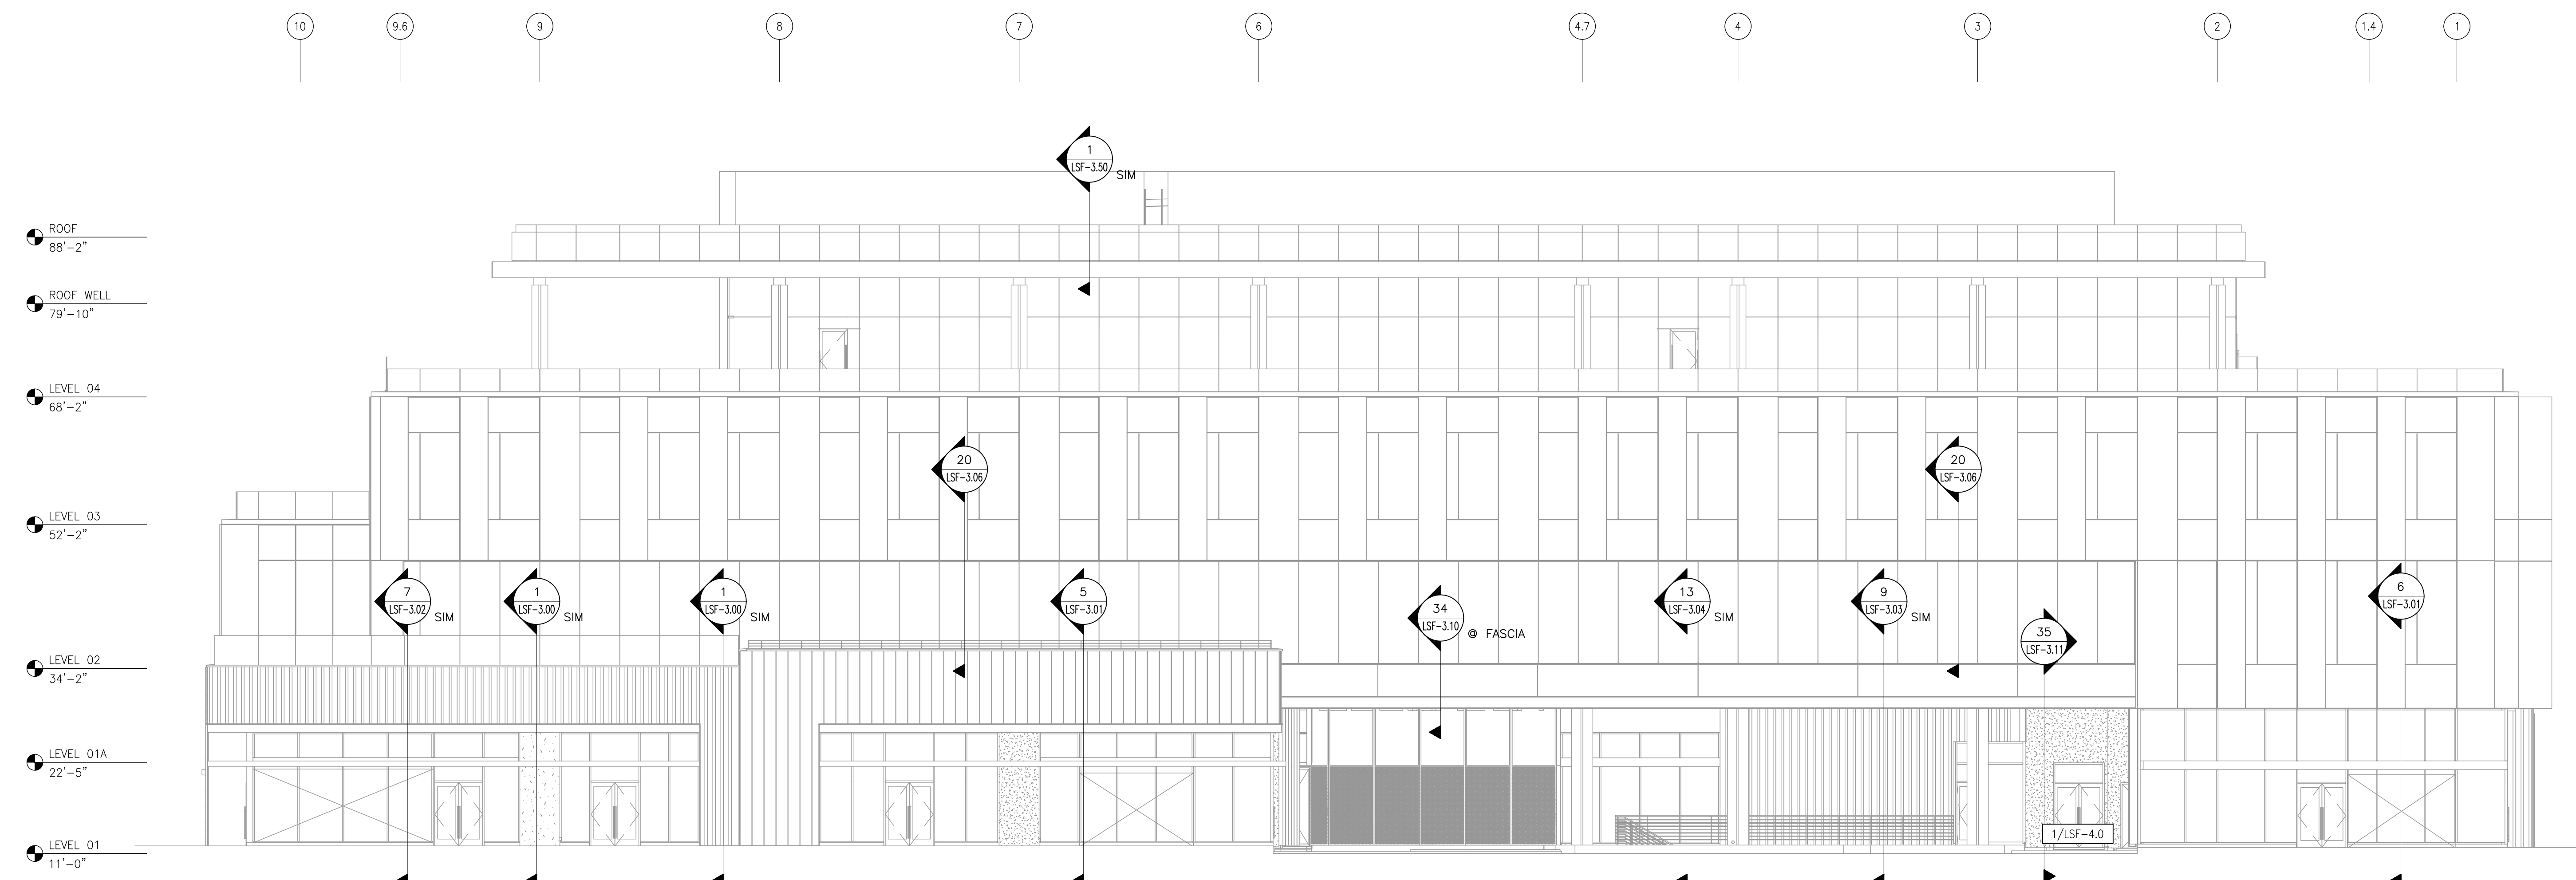 10
9.6
9
8
7
6
4.7
4
3
2
1.4
1
1
LSF-3.50
SIM
ROOF
88'-2"
ROOF WELL
79'-10"
LEVEL 04
68'-2"
20
LSF-3.06
20
LSF-3.06
LEVEL 03
52'-2"
7
LSF-3.02
SIM
1
LSF-3.00
SIM
1
LSF-3.00
SIM
5
LSF-3.01
34
LSF-3.10
@ FASCIA
13
LSF-3.04
SIM
9
LSF-3.03
SIM
35
LSF-3.11
6
LSF-3.01
LEVEL 02
34'-2"
LEVEL 01A
22'-5"
1/LSF-4.0
LEVEL 01
11'-0"